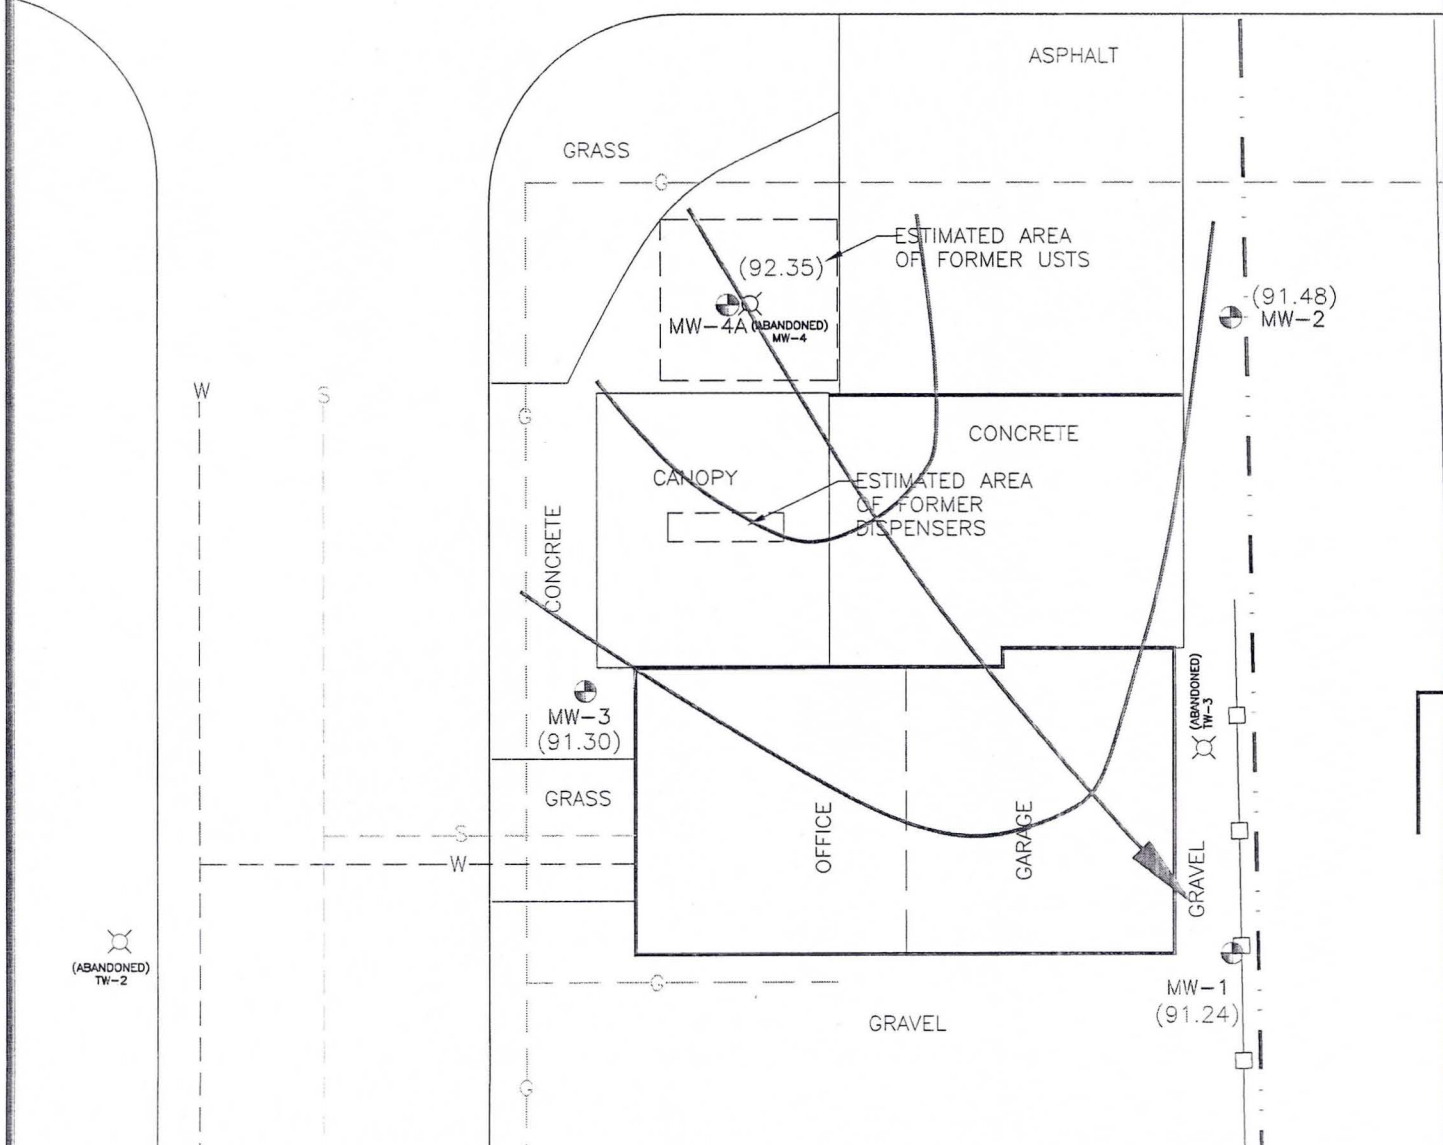 ASPHALT
GRASS
G
ESTIMATED AREA
OF FORMER USTS
(92.35)
MW-4A
(ABANDONED)
MW-4
(91.48)
MW-2
W
S
G
CONCRETE
CANOPY
ESTIMATED AREA
OF FORMER
DISPENSERS
CONCRETE
MW-3
(91.30)
(ABANDONED)
TW-3
GRASS
S
W
OFFICE
GARAGE
GRAVEL
(ABANDONED)
TW-2
G
MW-1
(91.24)
GRAVEL
G